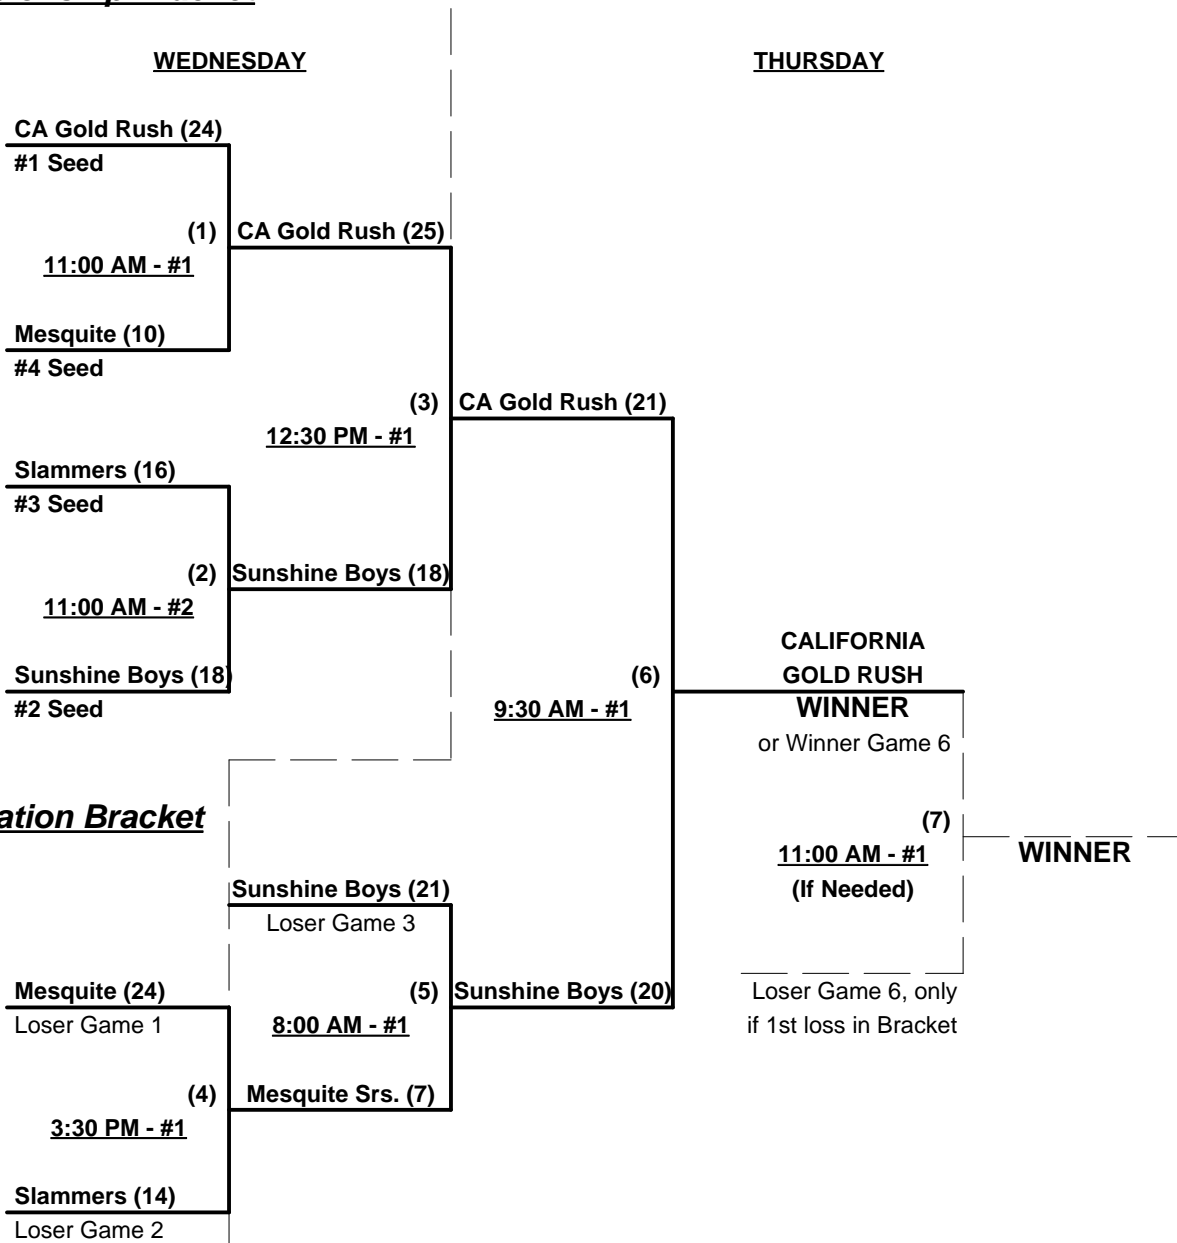 WEDNESDAY
THURSDAY
CA Gold Rush (24)
#1 Seed
(1)
CA Gold Rush (25)
11:00 AM - #1
Mesquite (10)
#4 Seed
(3)
CA Gold Rush (21)
12:30 PM - #1
Slammers (16)
#3 Seed
(2)
Sunshine Boys (18)
11:00 AM - #2
Sunshine Boys (18)
#2 Seed
CALIFORNIA
GOLD RUSH
(6)
9:30 AM - #1
WINNER
or Winner Game 6
ation Bracket
(7)
11:00 AM - #1
(If Needed)
WINNER
Sunshine Boys (21)
Loser Game 3
Mesquite (24)
Loser Game 1
(5)
Sunshine Boys (20)
8:00 AM - #1
Loser Game 6, only
if 1st loss in Bracket
(4)
Mesquite Srs. (7)
3:30 PM - #1
Slammers (14)
Loser Game 2